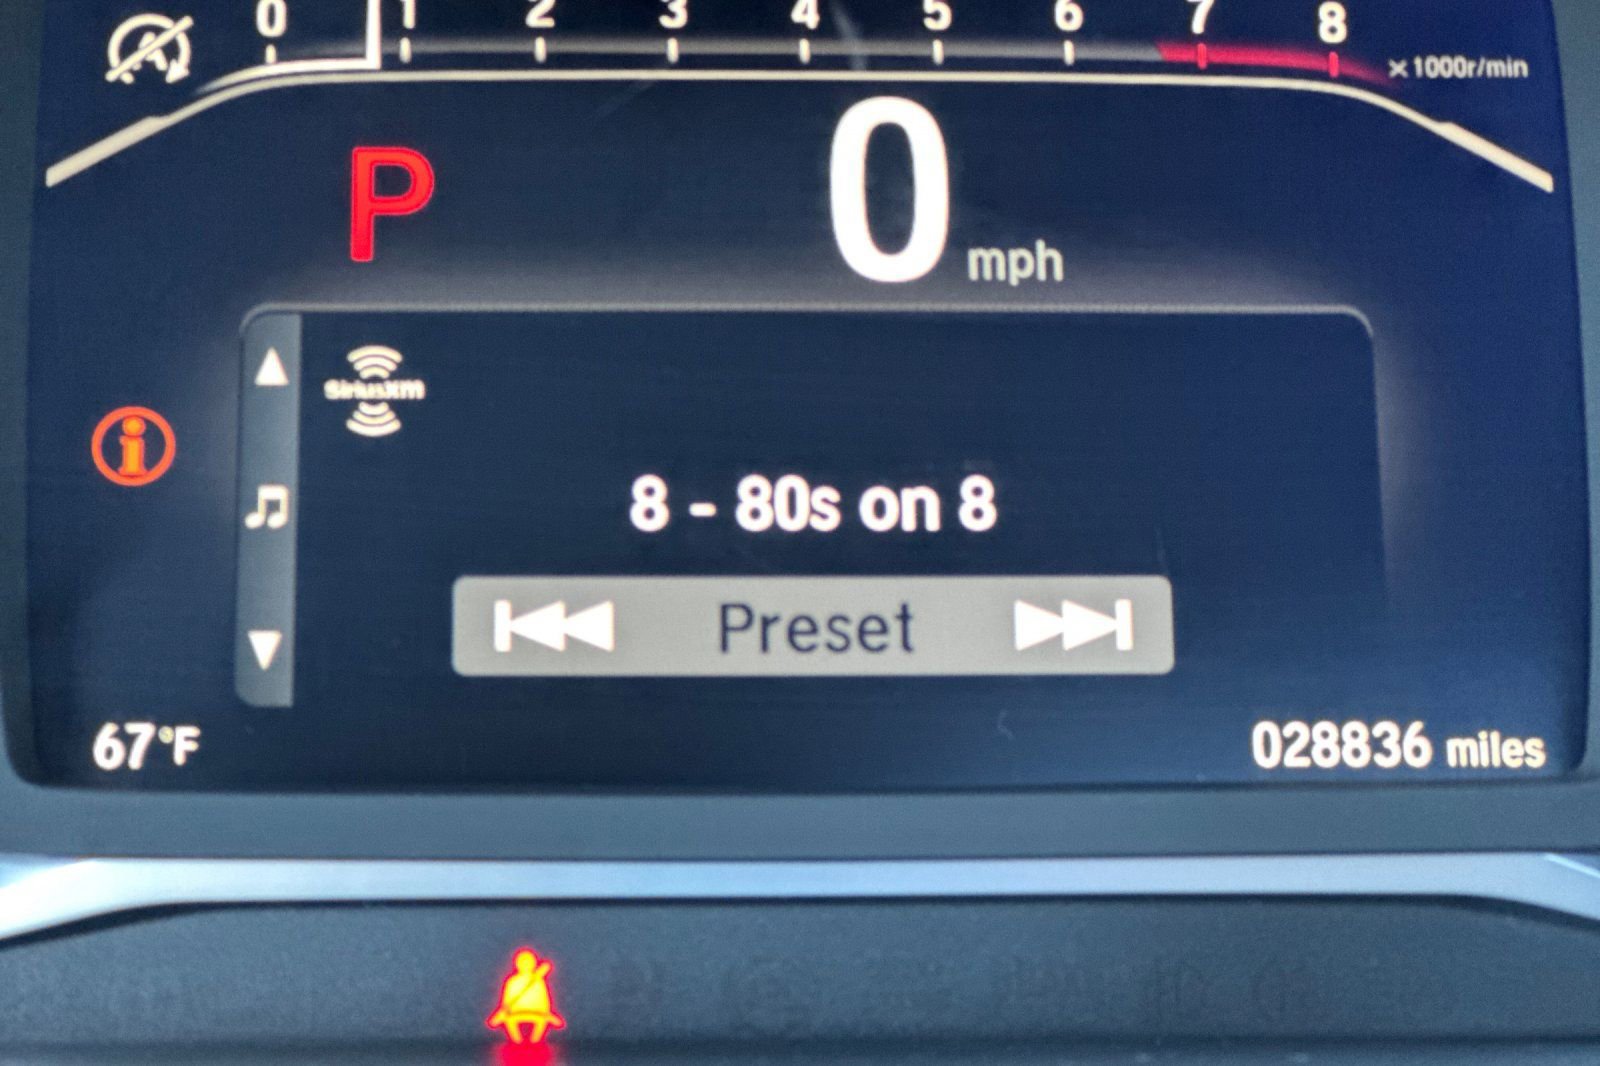 0 1 2 3 4 5 6 7 8
A
x1000r/min
P
0 mph
SiriusXM
i
8 - 80s on 8
Preset
67°F
028836 miles